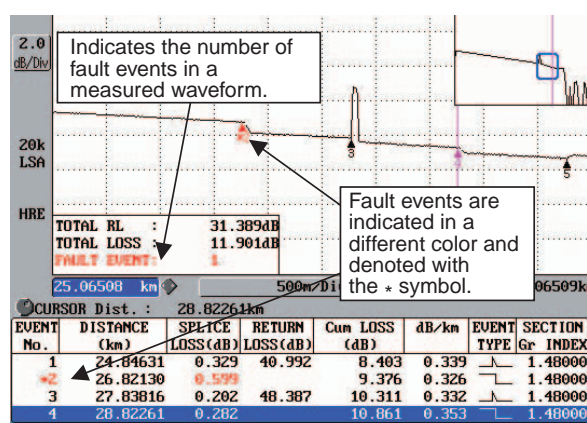 2.0
dB/Div
Indicates the number of
fault events in a
measured waveform.
20k
LSA
*2
3
4
5
HRE
TOTAL RL : 31.389dB
TOTAL LOSS : 11.901dB
FAULT EVENT: 1
Fault events are
indicated in a
different color and
denoted with
the * symbol.
25.06508 km
500m/Di
06509k
CURSOR Dist. : 28.82261km
EVENT No. DISTANCE (km) SPLICE LOSS(dB) RETURN LOSS(dB) Cum LOSS (dB) dB/km EVENT TYPE SECTION Gr INDEX
1 24.84631 0.329 40.992 8.403 0.339 1.48000
*2 26.82130 0.599 9.376 0.326 1.48000
3 27.83816 0.202 48.387 10.311 0.332 1.48000
4 28.82261 0.282 10.861 0.353 1.48000